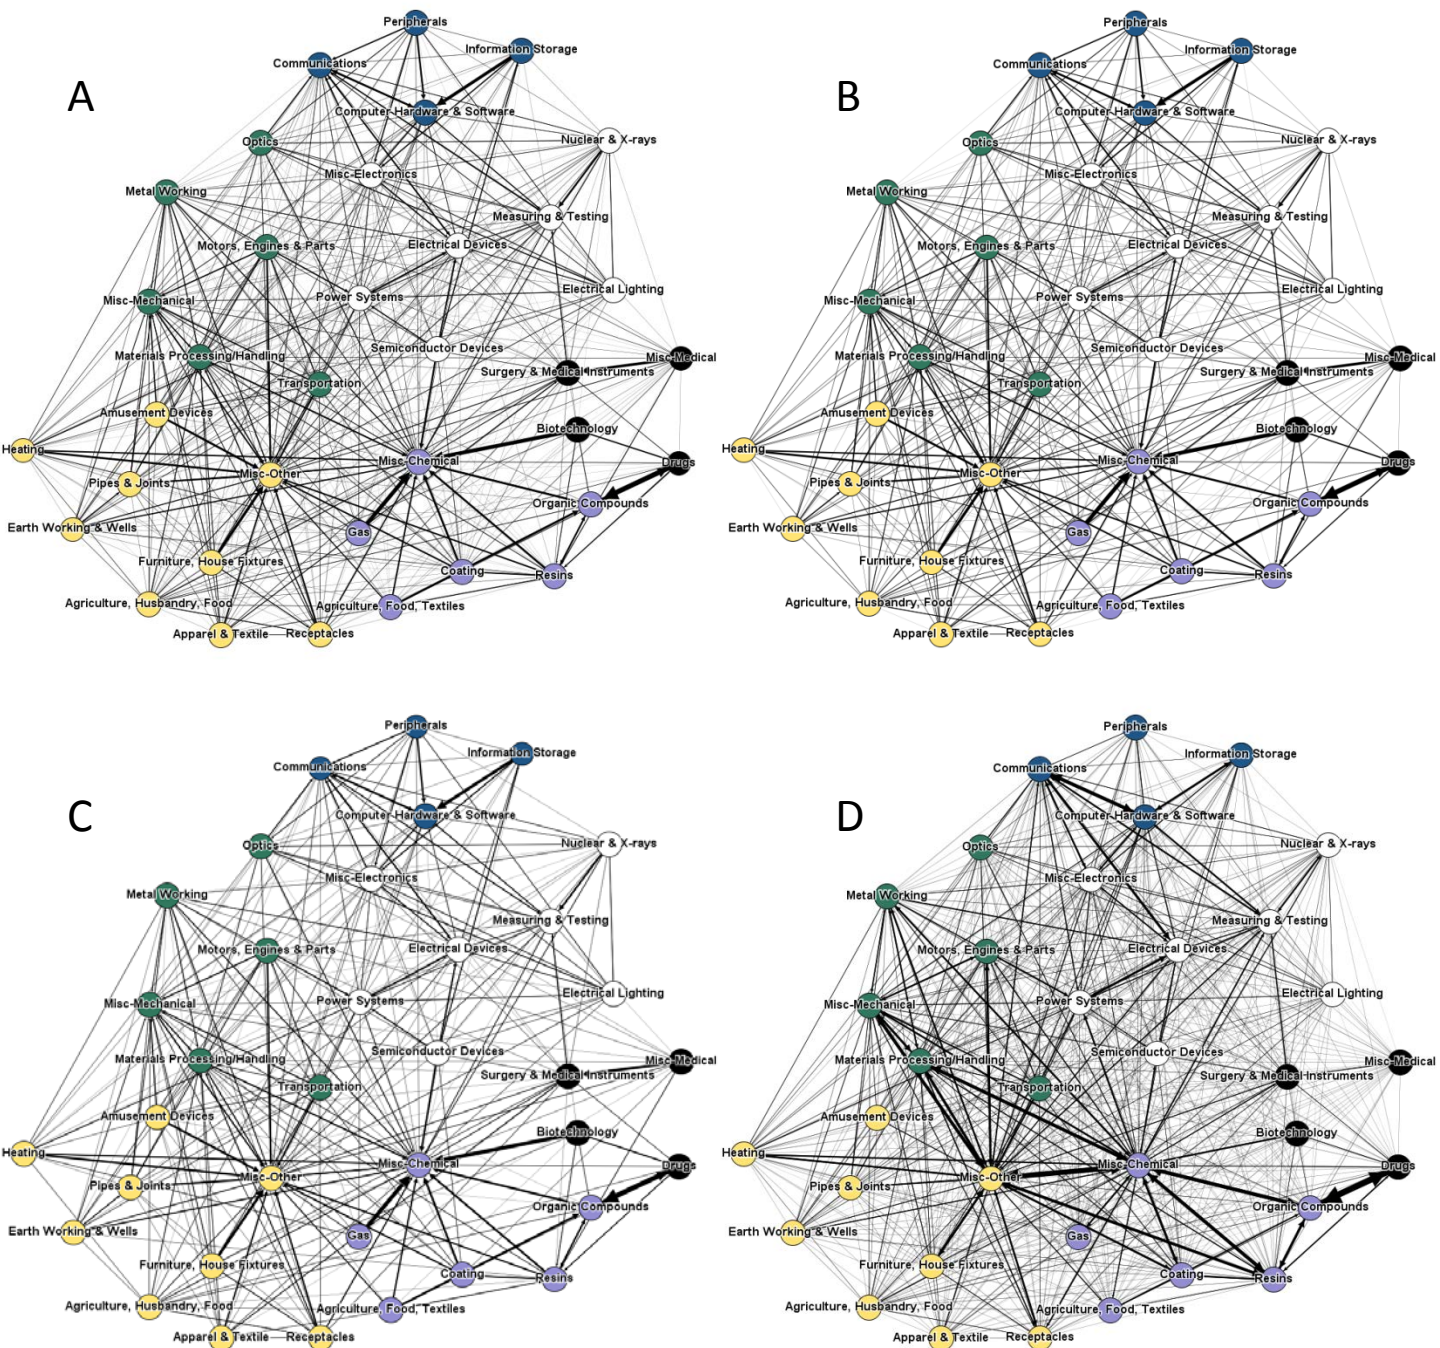 A
Peripherals
Information Storage
Communications
Computer Hardware & Software
Optics
Nuclear & X-rays
Misc-Electronics
Metal Working
Measuring & Testing
Motors, Engines & Parts
Electrical Devices
Electrical Lighting
Misc-Mechanical
Power Systems
Materials Processing/Handling
Semiconductor Devices
Misc-Medical
Surgery & Medical Instruments
Transportation
Amusement Devices
Biotechnology
Heating
Misc-Chemical
Drugs
Misc-Other
Pipes & Joints
Organic Compounds
Earth Working & Wells
Gas
Furniture, House Fixtures
Coating
Resins
Agriculture, Husbandry, Food
Agriculture, Food, Textiles
Apparel & Textile
Receptacles
B
Peripherals
Information Storage
Communications
Computer Hardware & Software
Optics
Nuclear & X-rays
Misc-Electronics
Metal Working
Measuring & Testing
Motors, Engines & Parts
Electrical Devices
Electrical Lighting
Misc-Mechanical
Power Systems
Materials Processing/Handling
Semiconductor Devices
Misc-Medical
Surgery & Medical Instruments
Transportation
Amusement Devices
Biotechnology
Heating
Misc-Chemical
Drugs
Misc-Other
Pipes & Joints
Organic Compounds
Earth Working & Wells
Gas
Furniture, House Fixtures
Coating
Resins
Agriculture, Husbandry, Food
Agriculture, Food, Textiles
Apparel & Textile
Receptacles
C
Peripherals
Information Storage
Communications
Computer Hardware & Software
Optics
Nuclear & X-rays
Misc-Electronics
Metal Working
Measuring & Testing
Motors, Engines & Parts
Electrical Devices
Electrical Lighting
Misc-Mechanical
Power Systems
Materials Processing/Handling
Semiconductor Devices
Misc-Medical
Surgery & Medical Instruments
Transportation
Amusement Devices
Biotechnology
Heating
Misc-Chemical
Drugs
Misc-Other
Pipes & Joints
Organic Compounds
Earth Working & Wells
Gas
Furniture, House Fixtures
Coating
Resins
Agriculture, Husbandry, Food
Agriculture, Food, Textiles
Apparel & Textile
Receptacles
D
Peripherals
Information Storage
Communications
Computer Hardware & Software
Optics
Nuclear & X-rays
Misc-Electronics
Metal Working
Measuring & Testing
Motors, Engines & Parts
Electrical Devices
Electrical Lighting
Misc-Mechanical
Power Systems
Materials Processing/Handling
Semiconductor Devices
Misc-Medical
Surgery & Medical Instruments
Transportation
Amusement Devices
Biotechnology
Heating
Misc-Chemical
Drugs
Misc-Other
Pipes & Joints
Organic Compounds
Earth Working & Wells
Gas
Furniture, House Fixtures
Coating
Resins
Agriculture, Husbandry, Food
Agriculture, Food, Textiles
Apparel & Textile
Receptacles